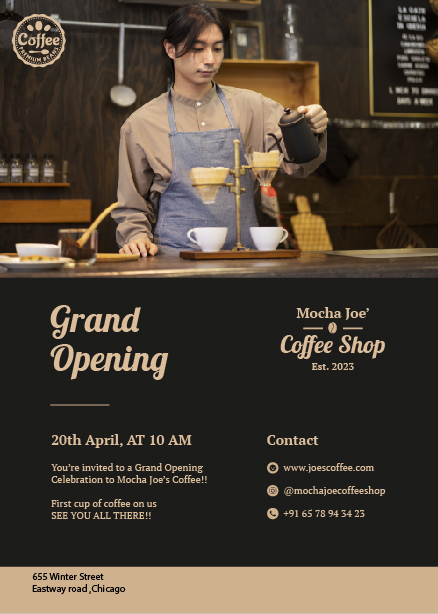 Coffee
PREMIUM BEANS
Grand
Opening
Mocha Joe’
Coffee Shop
Est. 2023
20th April, AT 10 AM
You’re invited to a Grand Opening
Celebration to Mocha Joe’s Coffee!!
First cup of coffee on us
SEE YOU ALL THERE!!
Contact
www.joescoffee.com
@mochajoecoffeeshop
+91 65 78 94 34 23
655 Winter Street
Eastway road ,Chicago